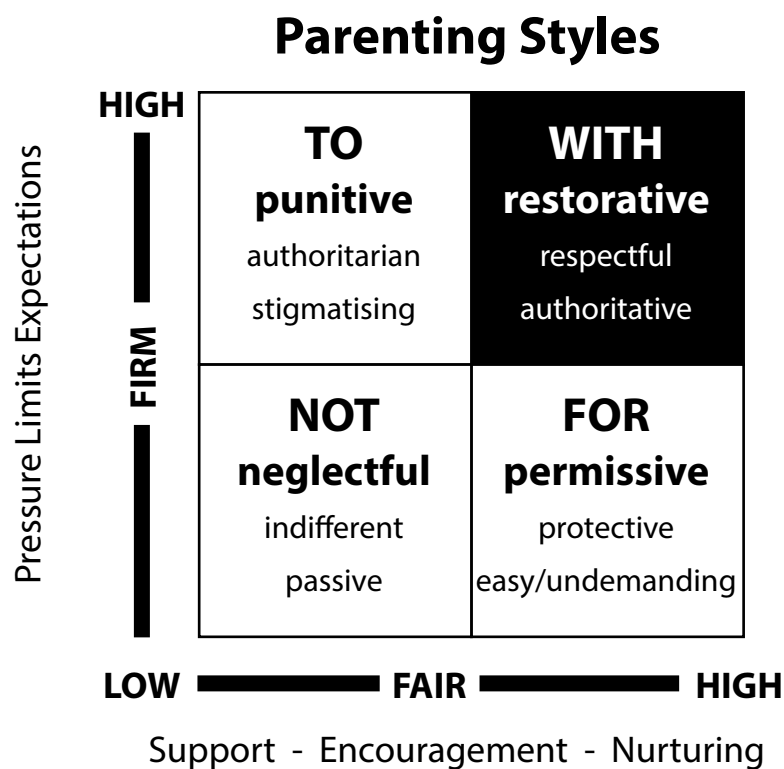 Parenting Styles
HIGH
Pressure Limits Expectations
FIRM
TO
punitive
authoritarian
stigmatising
WITH
restorative
respectful
authoritative
NOT
neglectful
indifferent
passive
FOR
permissive
protective
easy/undemanding
LOW FAIR HIGH
Support - Encouragement - Nurturing